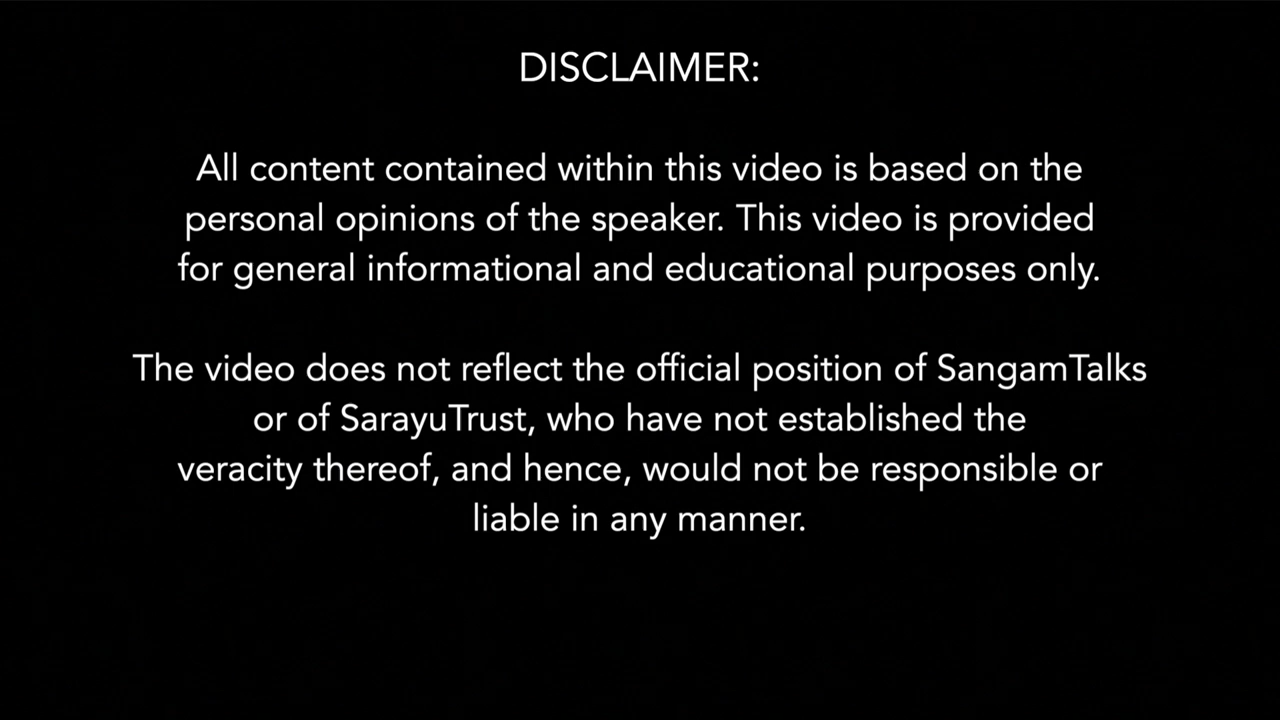 DISCLAIMER:
All content contained within this video is based on the
personal opinions of the speaker. This video is provided
for general informational and educational purposes only.
The video does not reflect the official position of SangamTalks
or of SarayuTrust, who have not established the
veracity thereof, and hence, would not be responsible or
liable in any manner.